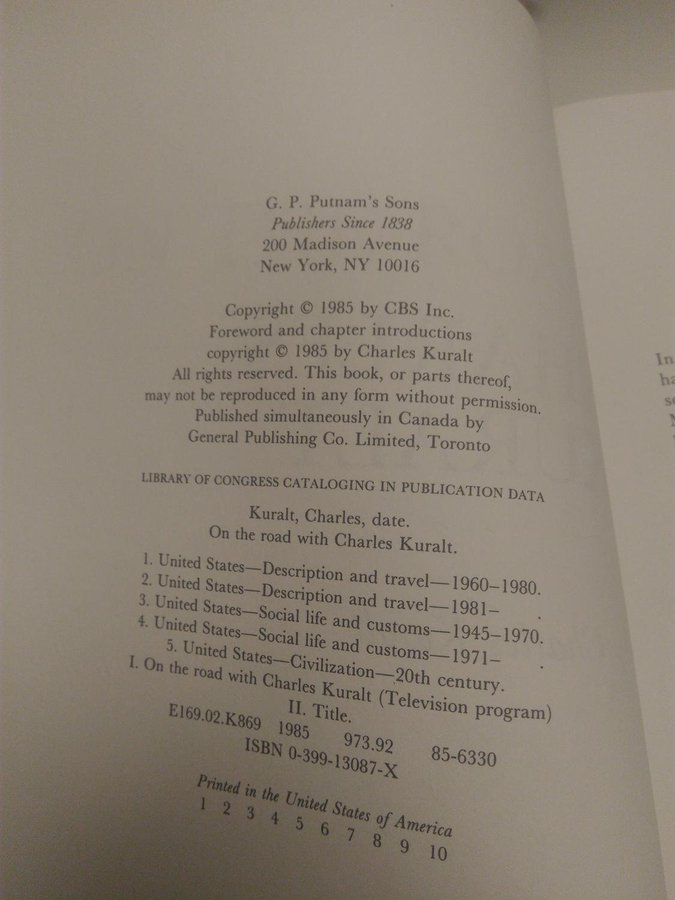 G. P. Putnam's Sons
Publishers Since 1838
200 Madison Avenue
New York, NY 10016
Copyright © 1985 by CBS Inc.
Foreword and chapter introductions
copyright © 1985 by Charles Kuralt
All rights reserved. This book, or parts thereof,
may not be reproduced in any form without permission.
Published simultaneously in Canada by
General Publishing Co. Limited, Toronto
LIBRARY OF CONGRESS CATALOGING IN PUBLICATION DATA
Kuralt, Charles, date.
On the road with Charles Kuralt.
1. United States—Description and travel—1960–1980.
2. United States—Description and travel—1981– .
3. United States—Social life and customs—1945–1970.
4. United States—Social life and customs—1971– .
5. United States—Civilization—20th century.
I. On the road with Charles Kuralt (Television program)
II. Title.
E169.02.K869 1985 973.92 85-6330
ISBN 0-399-13087-X
Printed in the United States of America
1 2 3 4 5 6 7 8 9 10
In